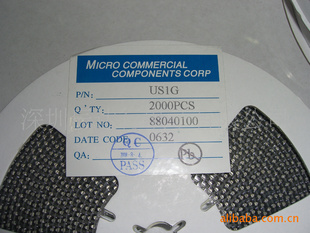 MICRO COMMERCIAL
COMPONENTS CORP
P/N: US1G
Q'TY: 2000PCS
LOT NO: 88040100
DATE CODE: 0632
QA:
QC
PASS
Pb
alibaba.com.cn